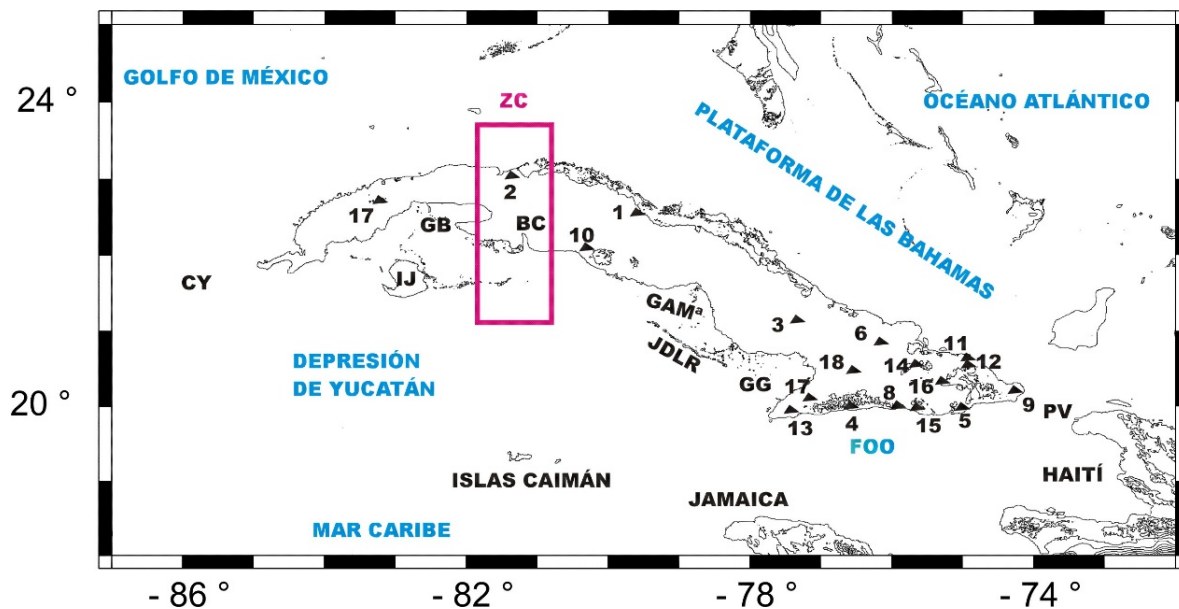 GOLFO DE MÉXICO
24 °
ZC
OCÉANO ATLÁNTICO
PLATAFORMA DE LAS BAHAMAS
2
17
GB
BC
1
10
CY
IJ
GAMª
3
6
11
JDLR
DEPRESIÓN
DE YUCATÁN
18
14
12
GG
17
16
20 °
8
9
PV
13
4
15
5
FOO
ISLAS CAIMÁN
HAITÍ
JAMAICA
MAR CARIBE
- 86 °
- 82 °
- 78 °
- 74 °